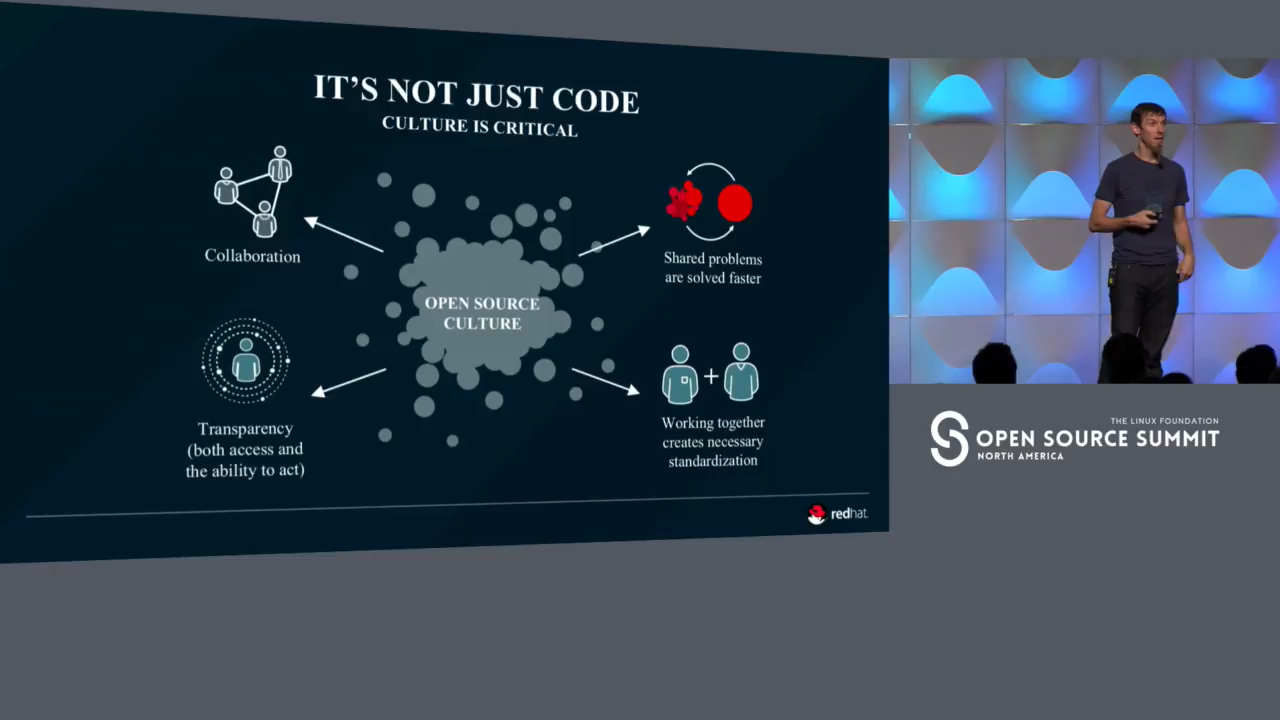 IT'S NOT JUST CODE
CULTURE IS CRITICAL
Collaboration
Shared problems
are solved faster
OPEN SOURCE
CULTURE
Transparency
(both access and
the ability to act)
Working together
creates necessary
standardization
redhat
THE LINUX FOUNDATION
OPEN SOURCE SUMMIT
NORTH AMERICA